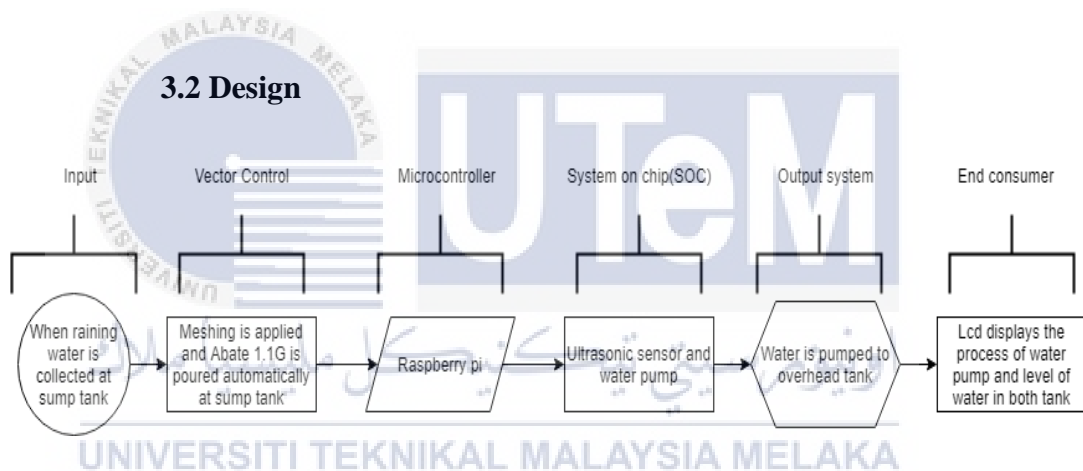 UNIVERSITI TEKNIKAL MALAYSIA MELAKA
3.2 Design
UTeM
Input
Vector Control
Microcontroller
System on chip(SOC)
Output system
End consumer
When raining
water is
collected at
sump tank
Meshing is applied
and Abate 1.1G is
poured automatically
at sump tank
Raspberry pi
Ultrasonic sensor and
water pump
Water is pumped to
overhead tank
Lcd displays the
process of water
pump and level of
water in both tank
UNIVERSITI TEKNIKAL MALAYSIA MELAKA